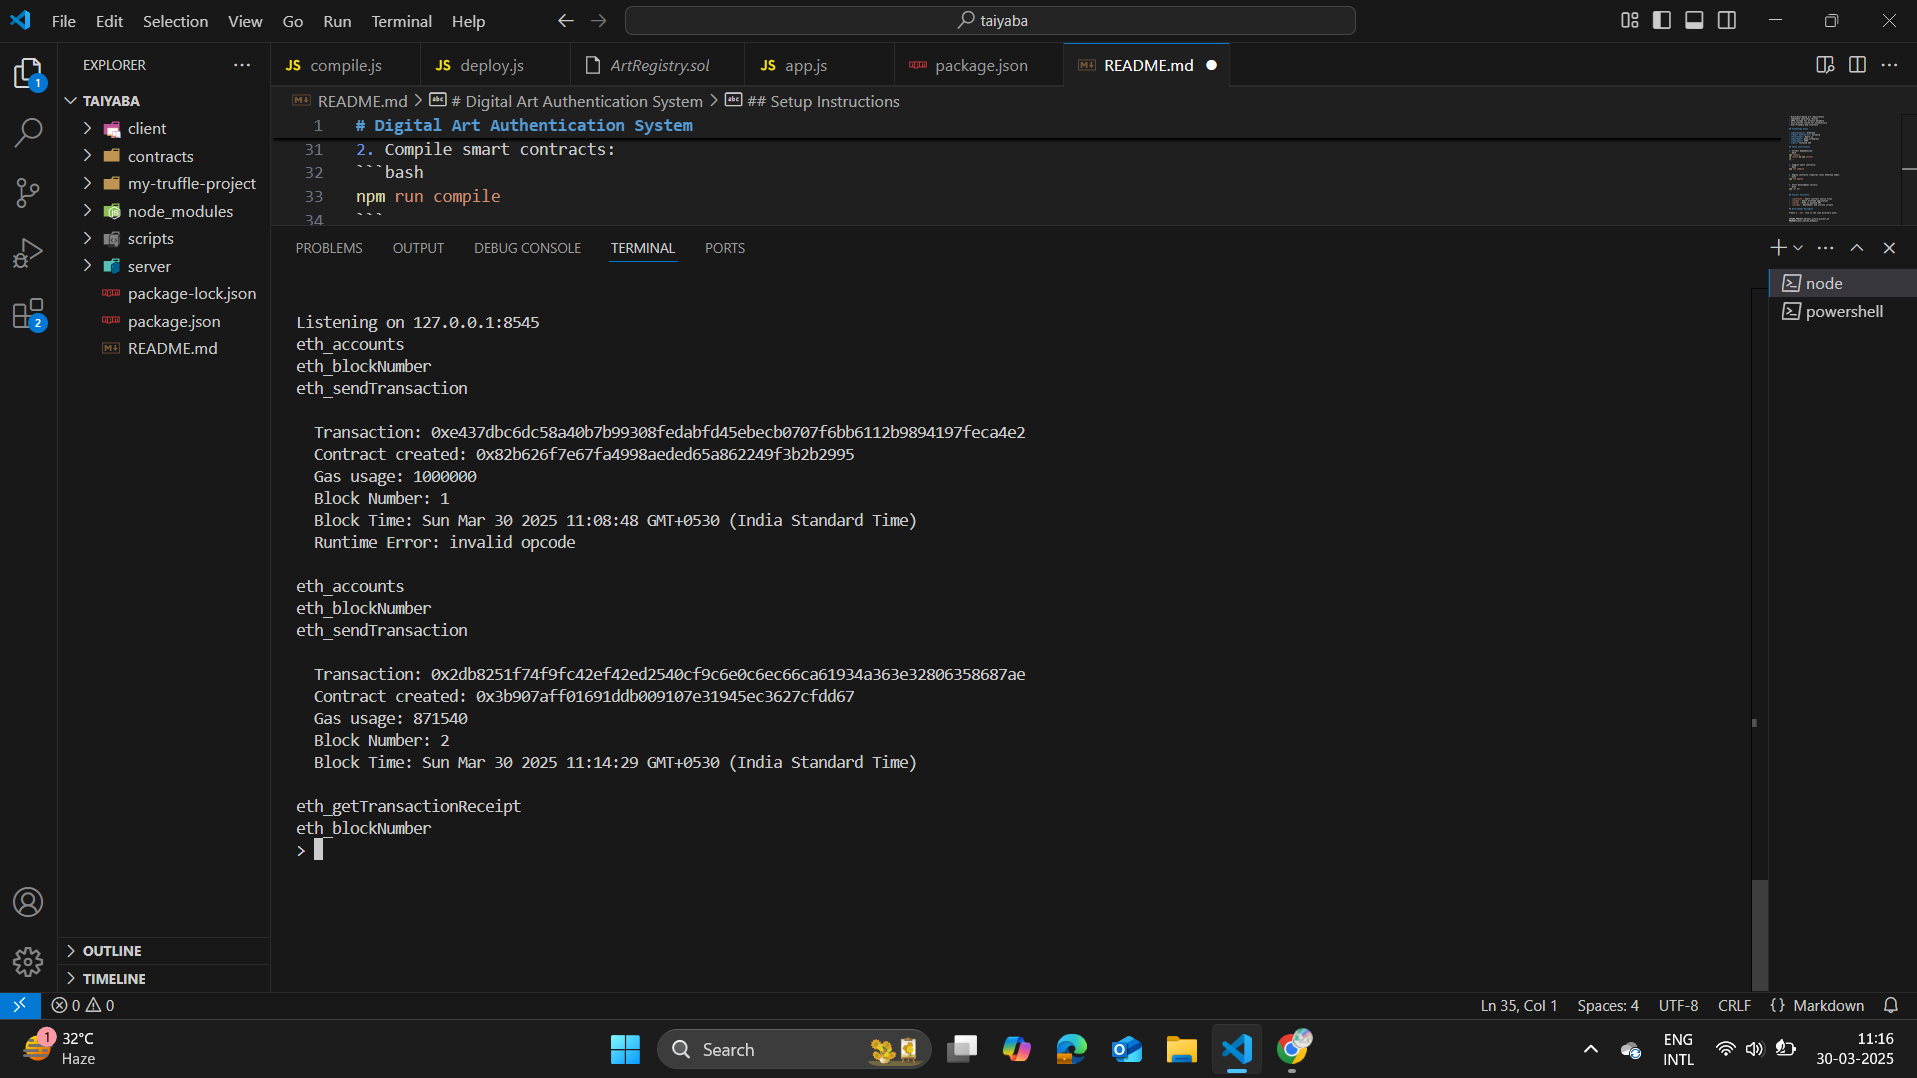 File Edit Selection View Go Run Terminal Help
taiyaba
EXPLORER
1
TAIYABA
client
contracts
my-truffle-project
node_modules
scripts
server
package-lock.json
package.json
README.md
2
OUTLINE
TIMELINE
JS compile.js
JS deploy.js
ArtRegistry.sol
JS app.js
package.json
README.md
README.md > # Digital Art Authentication System > ## Setup Instructions
1 # Digital Art Authentication System
31 2. Compile smart contracts:
32 ```bash
33 npm run compile
34 ```
PROBLEMS OUTPUT DEBUG CONSOLE TERMINAL PORTS
node
powershell
Listening on 127.0.0.1:8545
eth_accounts
eth_blockNumber
eth_sendTransaction
Transaction: 0xe437dbc6dc58a40b7b99308fedabfd45ebecb0707f6bb6112b9894197feca4e2
Contract created: 0x82b626f7e67fa4998aeded65a862249f3b2b2995
Gas usage: 1000000
Block Number: 1
Block Time: Sun Mar 30 2025 11:08:48 GMT+0530 (India Standard Time)
Runtime Error: invalid opcode
eth_accounts
eth_blockNumber
eth_sendTransaction
Transaction: 0x2db8251f74f9fc42ef42ed2540cf9c6e0c6ec66ca61934a363e32806358687ae
Contract created: 0x3b907aff01691ddb009107e31945ec3627cfdd67
Gas usage: 871540
Block Number: 2
Block Time: Sun Mar 30 2025 11:14:29 GMT+0530 (India Standard Time)
eth_getTransactionReceipt
eth_blockNumber
>
0 0
Ln 35, Col 1 Spaces: 4 UTF-8 CRLF {} Markdown
1
32°C
Haze
Search
ENG
INTL
11:16
30-03-2025